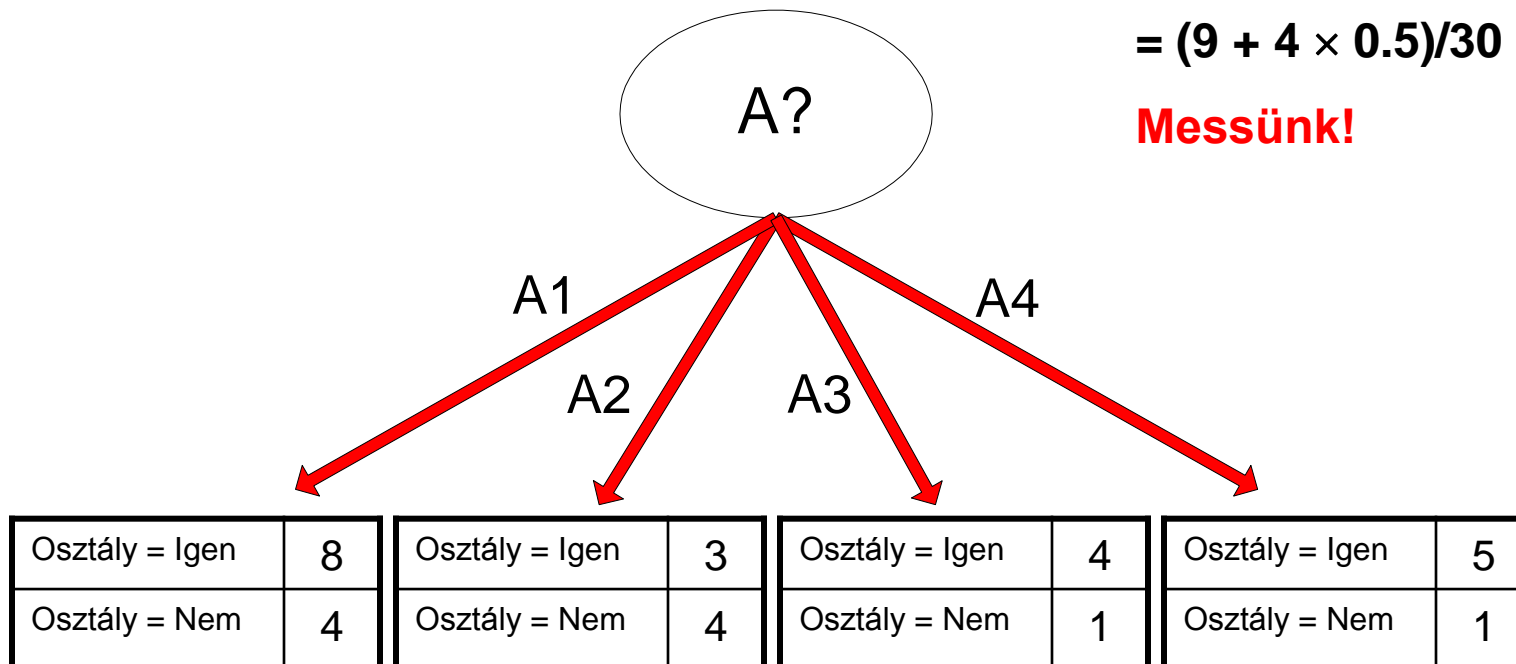 = (9 + 4 × 0.5)/30
A?
Messünk!
A1
A4
A2
A3
Osztály = Igen 8 Osztály = Igen 3 Osztály = Igen 4 Osztály = Igen 5
Osztály = Nem 4 Osztály = Nem 4 Osztály = Nem 1 Osztály = Nem 1